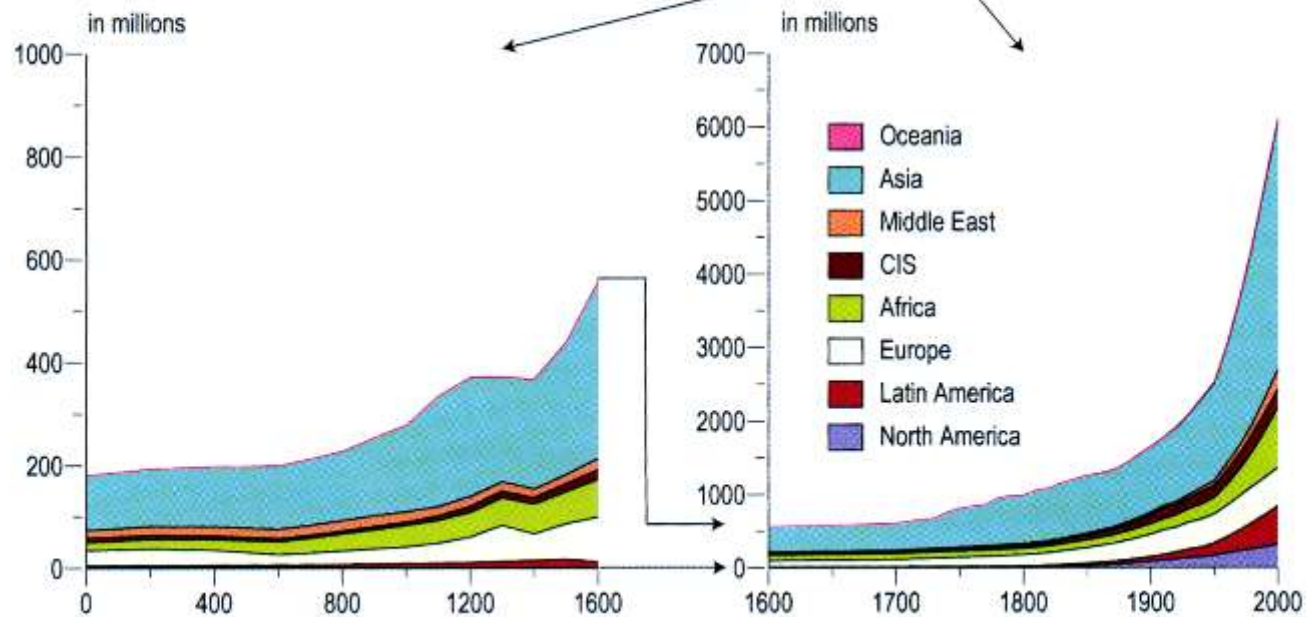 in millions
1000
800
600
400
200
0
0 400 800 1200 1600
in millions
7000
6000
5000
4000
3000
2000
1000
0
Oceania
Asia
Middle East
CIS
Africa
Europe
Latin America
North America
1600 1700 1800 1900 2000